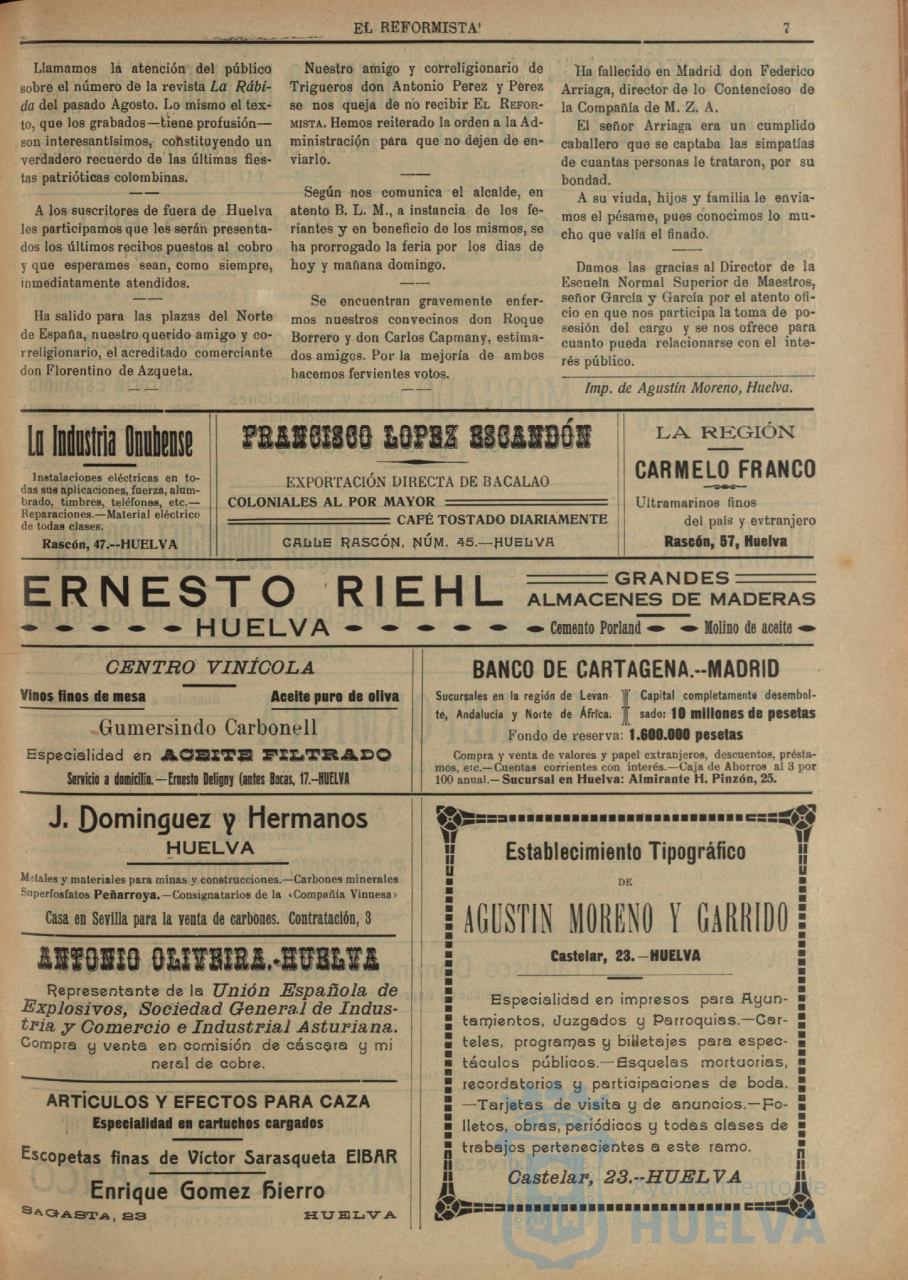 EL REFORMISTA
7
Llamamos la atención del público
sobre el número de la revista La Rábi-
da del pasado Agosto. Lo mismo el tex-
to, que los grabados—tiene profusión—
son interesantísimos, constituyendo un
verdadero recuerdo de las últimas fies-
tas patrióticas colombinas.
A los suscritores de fuera de Huelva
les participamos que les serán presenta-
dos los últimos recibos puestos al cobro
y que esperames sean, como siempre,
inmediatamente atendidos.
Ha salido para las plazas del Norte
de España, nuestro querido amigo y co-
rreligionario, el acreditado comerciante
don Florentino de Azqueta.
Nuestro amigo y correligionario de
Trigueros don Antonio Perez y Perez
se nos queja de no recibir EL REFOR-
MISTA. Hemos reiterado la orden a la Ad-
ministración para que no dejen de en-
viarlo.
Según nos comunica el alcalde, en
atento B. L. M., a instancia de los fe-
riantes y en beneficio de los mismos, se
ha prorrogado la feria por los dias de
hoy y mañana domingo.
Se encuentran gravemente enfer-
mos nuestros convecinos don Roque
Borrero y don Carlos Capmany, estima-
dos amigos. Por la mejoría de ambos
hacemos fervientes votos.
Ha fallecido en Madrid don Federico
Arriaga, director de lo Contencioso de
la Compañía de M. Z. A.
El señor Arriaga era un cumplido
caballero que se captaba las simpatías
de cuantas personas le trataron, por su
bondad.
A su viuda, hijos y familia le envia-
mos el pésame, pues conocimos lo mu-
cho que valía el finado.
Damos las gracias al Director de la
Escuela Normal Superior de Maestros,
señor García y García por el atento ofi-
cio en que nos participa la toma de po-
sesión del cargo y se nos ofrece para
cuanto pueda relacionarse con el inte-
rés público.
Imp. de Agustín Moreno, Huelva.
La Industria Onubense
Instalaciones eléctricas en to-
das sus aplicaciones, fuerza, alum-
brado, timbres, teléfonos, etc.—
Reparaciones.—Material eléctrico
de todas clases.
Rascón, 47.--HUELVA
FRANCISCO LOPEZ ESCANDÓN
EXPORTACIÓN DIRECTA DE BACALAO
COLONIALES AL POR MAYOR
CAFÉ TOSTADO DIARIAMENTE
CALLE RASCÓN, NÚM. 45.—HUELVA
LA REGIÓN
CARMELO FRANCO
Ultramarinos finos
del país y evtranjero
Rascón, 57, Huelva
ERNESTO RIEHL
HUELVA
GRANDES
ALMACENES DE MADERAS
Cemento Porland
Molino de aceite
CENTRO VINÍCOLA
Vinos finos de mesa
Aceite puro de oliva
Gumersindo Carbonell
Especialidad en ACEITE FILTRADO
Servicio a domicilio.—Ernesto Deligny (antes Bocas, 17.—HUELVA
BANCO DE CARTAGENA.--MADRID
Sucursales en la región de Levan
te, Andalucía y Norte de África.
Capital completamente desembol-
sado: 10 millones de pesetas
Fondo de reserva: 1.600.000 pesetas
Compra y venta de valores y papel extranjeros, descuentos, présta-
mos, etc.—Cuentas corrientes con interés.—Caja de Ahorros al 3 por
100 anual.—Sucursal en Huelva: Almirante H. Pinzón, 25.
J. Dominguez y Hermanos
HUELVA
Metales y materiales para minas y construcciones.—Carbones minerales
Superfosfatos Peñarroya.—Consignatarios de la «Compañía Vinuesa»
Casa en Sevilla para la venta de carbones. Contratación, 3
ANTONIO OLIVEIRA.-HUELVA
Representante de la Unión Española de
Explosivos, Sociedad General de Indus-
tria y Comercio e Industrial Asturiana.
Compra y venta en comisión de cáscara y mi
neral de cobre.
ARTÍCULOS Y EFECTOS PARA CAZA
Especialidad en cartuchos cargados
Escopetas finas de Víctor Sarasqueta EIBAR
Enrique Gomez Hierro
SAGASTA, 23
HUELVA
Establecimiento Tipográfico
DE
AGUSTIN MORENO Y GARRIDO
Castelar, 23.—HUELVA
Especialidad en impresos para Ayun-
tamientos, Juzgados y Parroquias.—Car-
teles, programas y billetajes para espec-
táculos públicos.—Esquelas mortuorias,
recordatorios y participaciones de boda.
—Tarjetas de visita y de anuncios.—Fo-
lletos, obras, periódicos y todas clases de
trabajos pertenecientes a este ramo.
Castelar, 23.--HUELVA
Ayuntamiento de
HUELVA